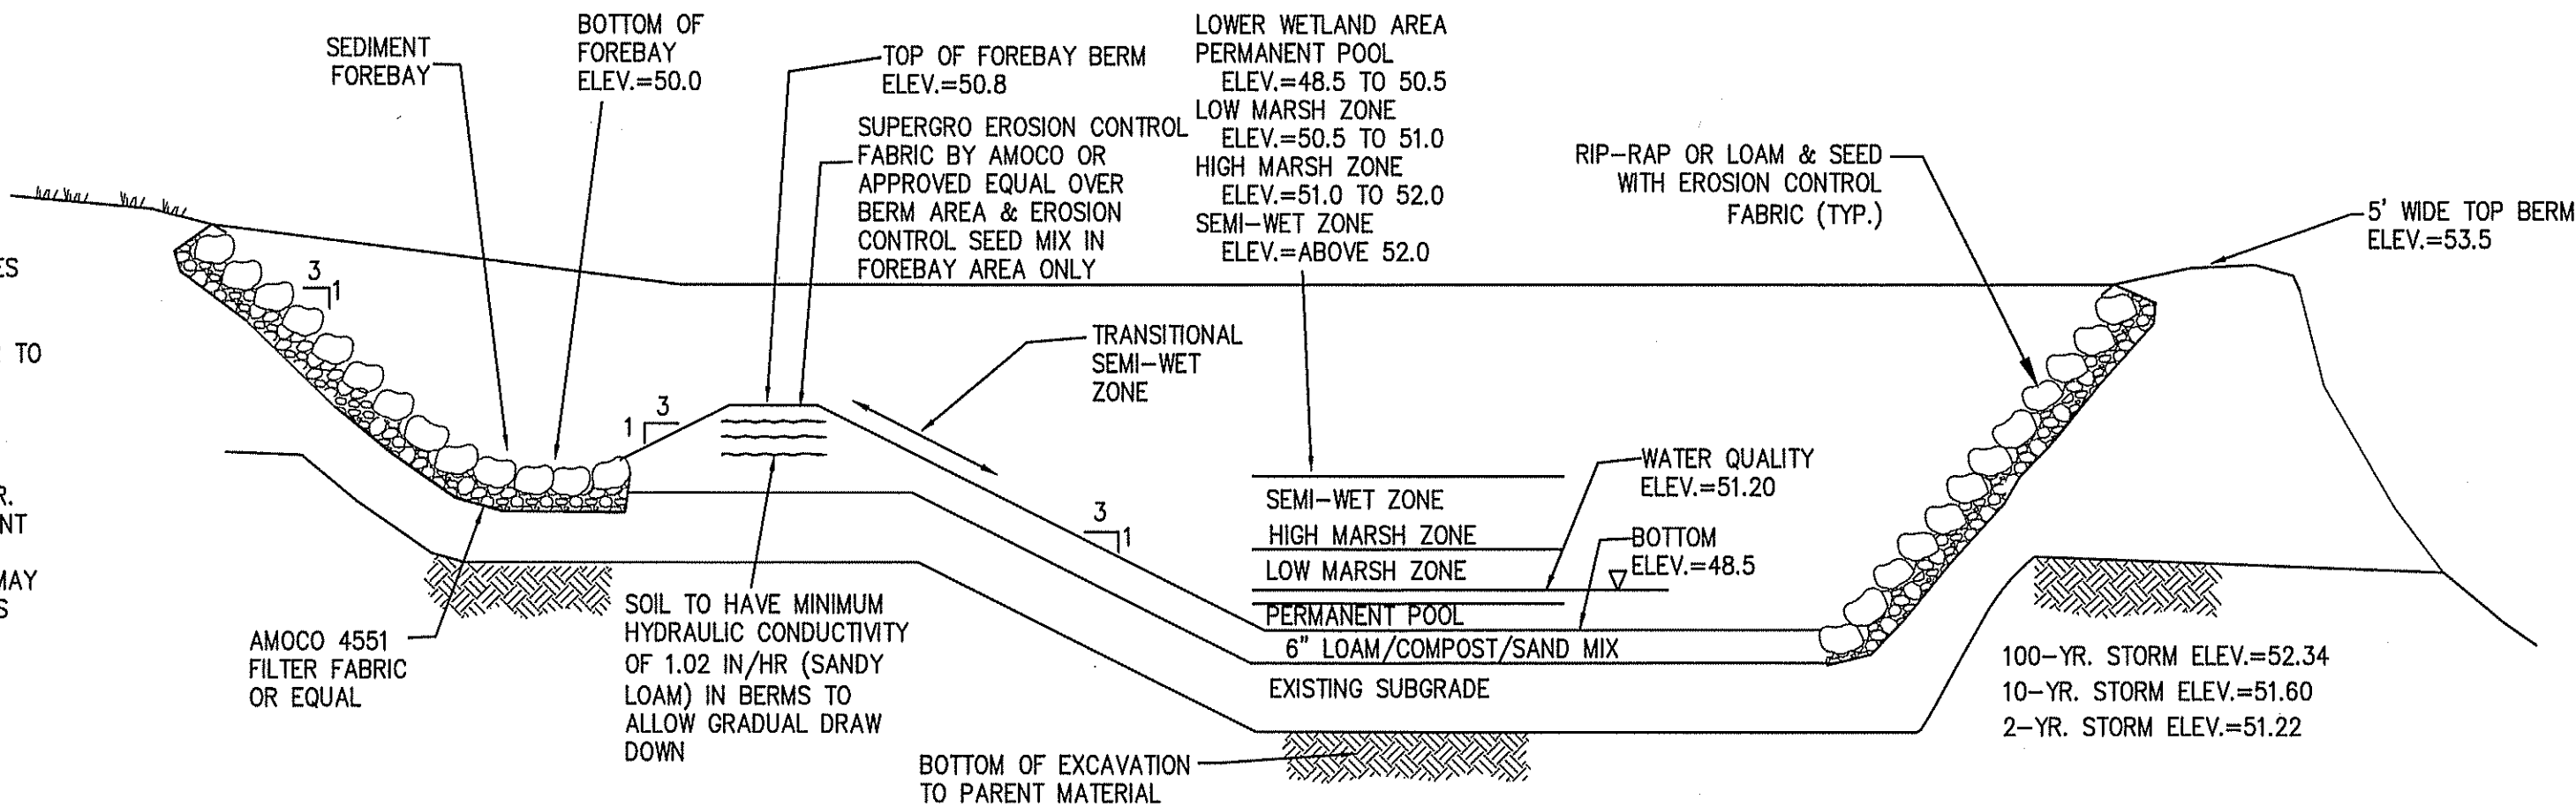 SEDIMENT
FOREBAY
BOTTOM OF
FOREBAY
ELEV.=50.0
TOP OF FOREBAY BERM
ELEV.=50.8
SUPERGRO EROSION CONTROL
FABRIC BY AMOCO OR
APPROVED EQUAL OVER
BERM AREA & EROSION
CONTROL SEED MIX IN
FOREBAY AREA ONLY
LOWER WETLAND AREA
PERMANENT POOL
ELEV.=48.5 TO 50.5
LOW MARSH ZONE
ELEV.=50.5 TO 51.0
HIGH MARSH ZONE
ELEV.=51.0 TO 52.0
SEMI-WET ZONE
ELEV.=ABOVE 52.0
RIP-RAP OR LOAM & SEED
WITH EROSION CONTROL
FABRIC (TYP.)
5' WIDE TOP BERM
ELEV.=53.5
ES
TO
R.
NT
MAY
S
3
1
TRANSITIONAL
SEMI-WET
ZONE
3
1
3
1
WATER QUALITY
ELEV.=51.20
SEMI-WET ZONE
HIGH MARSH ZONE
LOW MARSH ZONE
BOTTOM
ELEV.=48.5
PERMANENT POOL
6" LOAM/COMPOST/SAND MIX
EXISTING SUBGRADE
AMOCO 4551
FILTER FABRIC
OR EQUAL
SOIL TO HAVE MINIMUM
HYDRAULIC CONDUCTIVITY
OF 1.02 IN/HR (SANDY
LOAM) IN BERMS TO
ALLOW GRADUAL DRAW
DOWN
BOTTOM OF EXCAVATION
TO PARENT MATERIAL
100-YR. STORM ELEV.=52.34
10-YR. STORM ELEV.=51.60
2-YR. STORM ELEV.=51.22